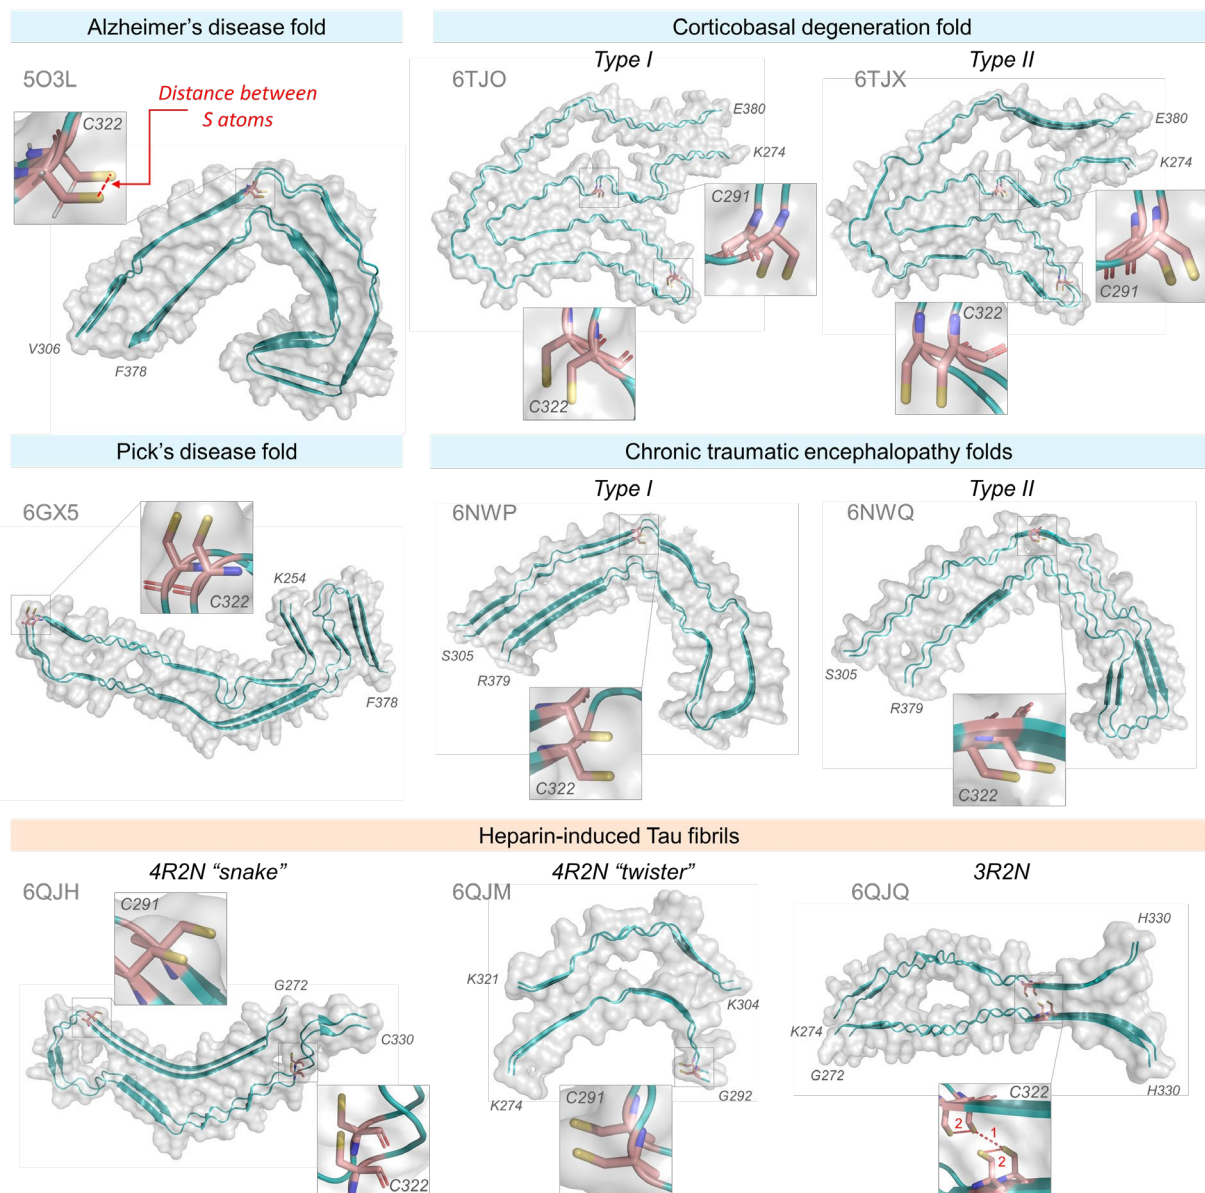 Alzheimer's disease fold
Corticobasal degeneration fold
Type I
Type II
5O3L
6TJO
6TJX
Distance between
S atoms
C322
E380
K274
E380
K274
C291
C291
C322
C322
V306
F378
Pick's disease fold
Chronic traumatic encephalopathy folds
Type I
Type II
6GX5
6NWP
6NWQ
K254
C322
F378
S305
R379
C322
S305
R379
C322
Heparin-induced Tau fibrils
4R2N "snake"
4R2N "twister"
3R2N
6QJH
6QJM
6QJQ
C291
G272
C330
C322
K321
K304
K274
G292
C291
H330
K274
G272
H330
C322
2
1
2